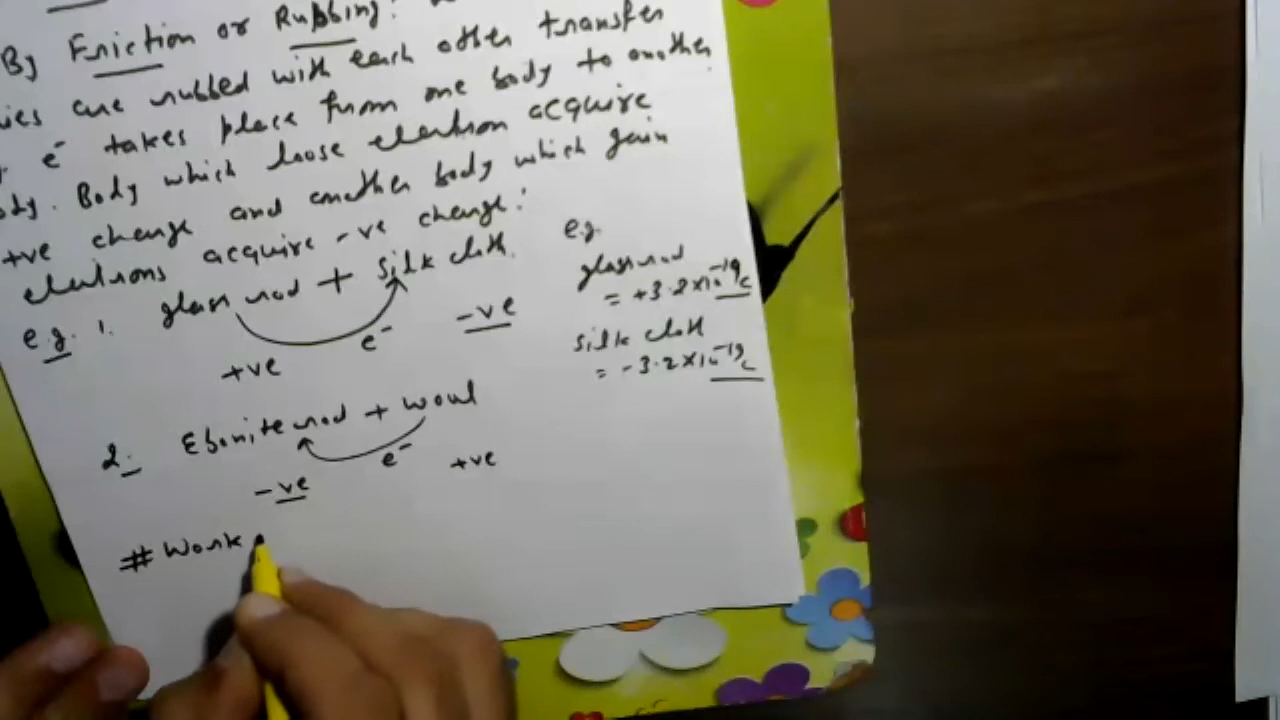 By Friction or Rubbing:
ies are rubbed with each other transfer
e⁻ takes place from one body to another
ody. Body which loose electron acquire
+ve charge and another body which gain
electrons acquire -ve charge:
e.g. 1. glass rod + silk cloth.
e⁻
+ve -ve
e.g.
glass rod
= +3.2×10⁻¹⁹c
silk cloth
= -3.2×10⁻¹⁹c
2. Ebonite rod + woul
e⁻
-ve +ve
# Work